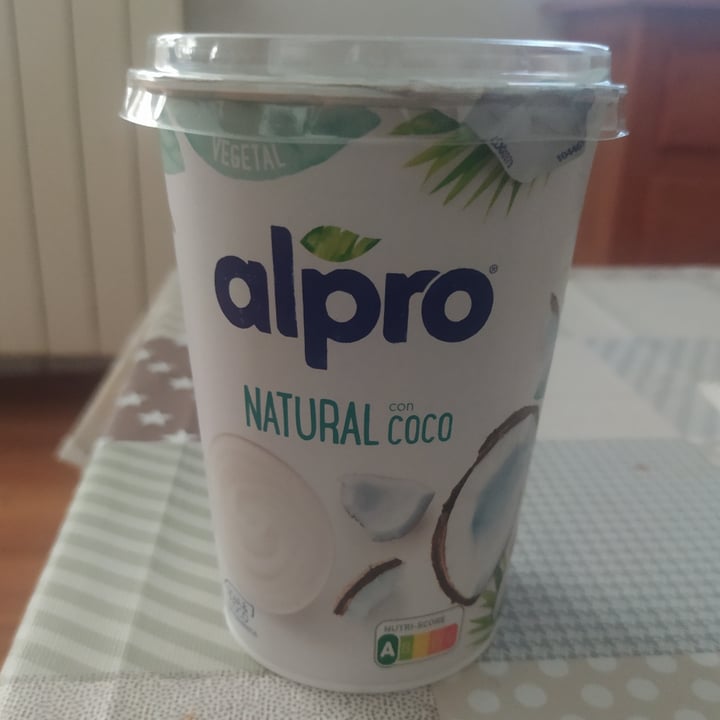 VEGETAL
alpro®
NATURAL con COCO
NUTRI-SCORE
A